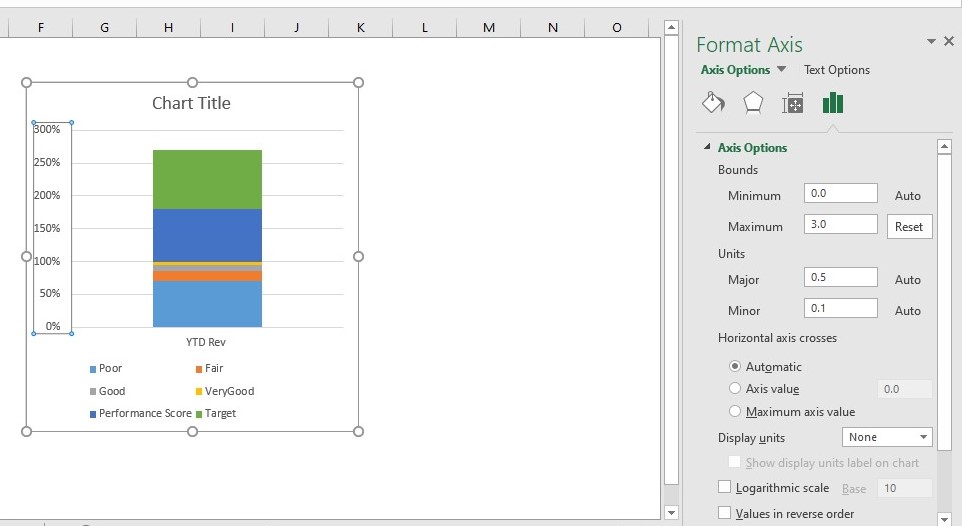 F G H I J K L M N O
Format Axis
Axis Options Text Options
Chart Title
300%
250%
200%
150%
100%
50%
0%
YTD Rev
Poor Fair
Good VeryGood
Performance Score Target
Axis Options
Bounds
Minimum 0.0 Auto
Maximum 3.0 Reset
Units
Major 0.5 Auto
Minor 0.1 Auto
Horizontal axis crosses
Automatic
Axis value 0.0
Maximum axis value
Display units None
Show display units label on chart
Logarithmic scale Base 10
Values in reverse order